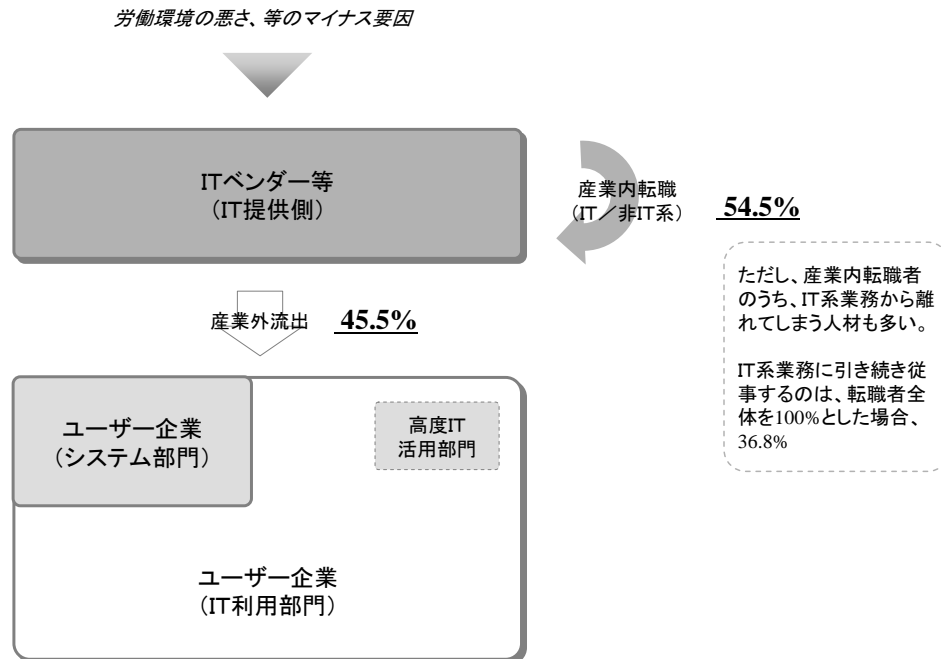 労働環境の悪さ、等のマイナス要因
ITベンダー等
（IT提供側）
産業内転職
（IT／非IT系）
54.5%
ただし、産業内転職者
のうち、IT系業務から離
れてしまう人材も多い。
IT系業務に引き続き従
事するのは、転職者全
体を100%とした場合、
36.8%
産業外流出
45.5%
ユーザー企業
（システム部門）
高度IT
活用部門
ユーザー企業
（IT利用部門）